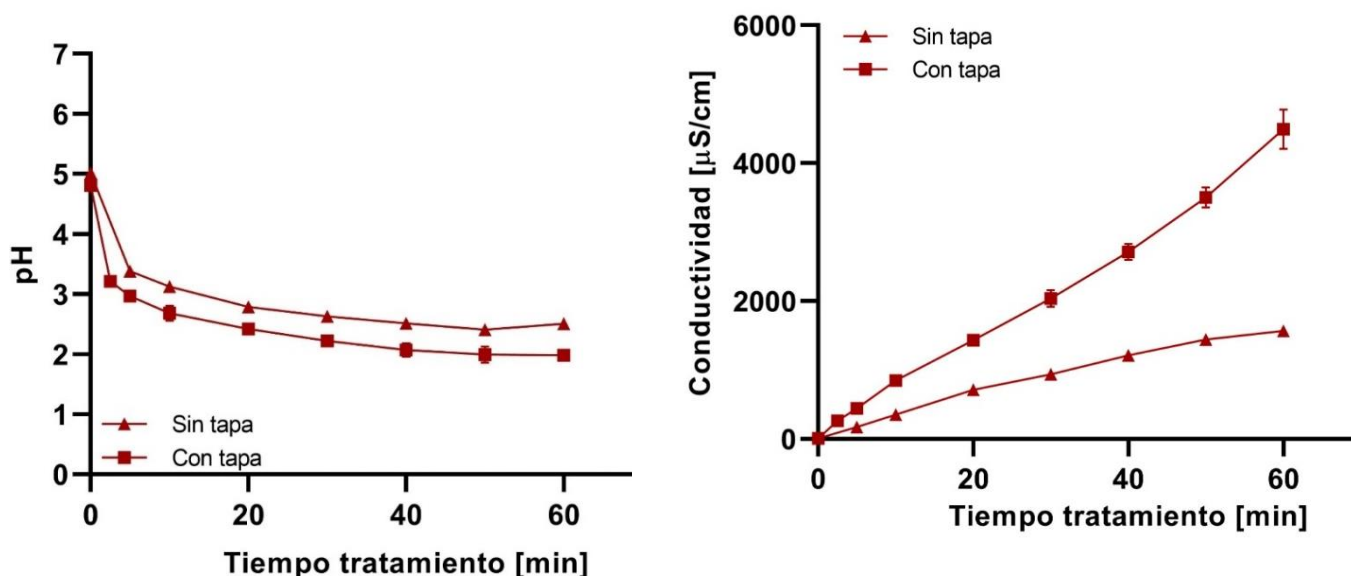 7
6
5
4
3
2
1
0
pH
Sin tapa
Con tapa
0
20
40
60
Tiempo tratamiento [min]
6000
4000
2000
0
Conductividad [µS/cm]
Sin tapa
Con tapa
0
20
40
60
Tiempo tratamiento [min]